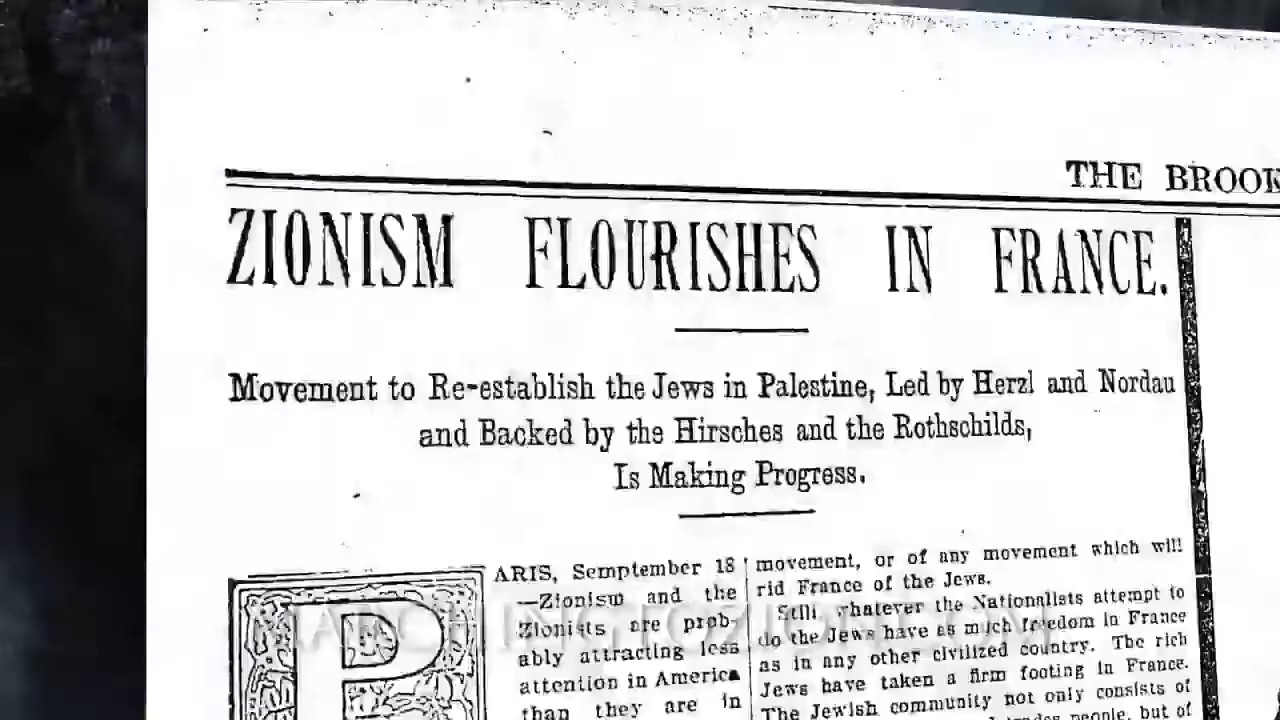 THE BROOK
ZIONISM FLOURISHES IN FRANCE.
Movement to Re-establish the Jews in Palestine, Led by Herzl and Nordau
and Backed by the Hirsches and the Rothschilds,
Is Making Progress.
PARIS, Semptember 18
—Zionism and the
Zionists are prob-
ably attracting less
attention in America
than they are in
movement, or of any movement which will
rid France of the Jews.
Still, whatever the Nationalists attempt to
do the Jews have as much freedom in France
as in any other civilized country. The rich
Jews have taken a firm footing in France.
The Jewish community not only consists of
people, but of